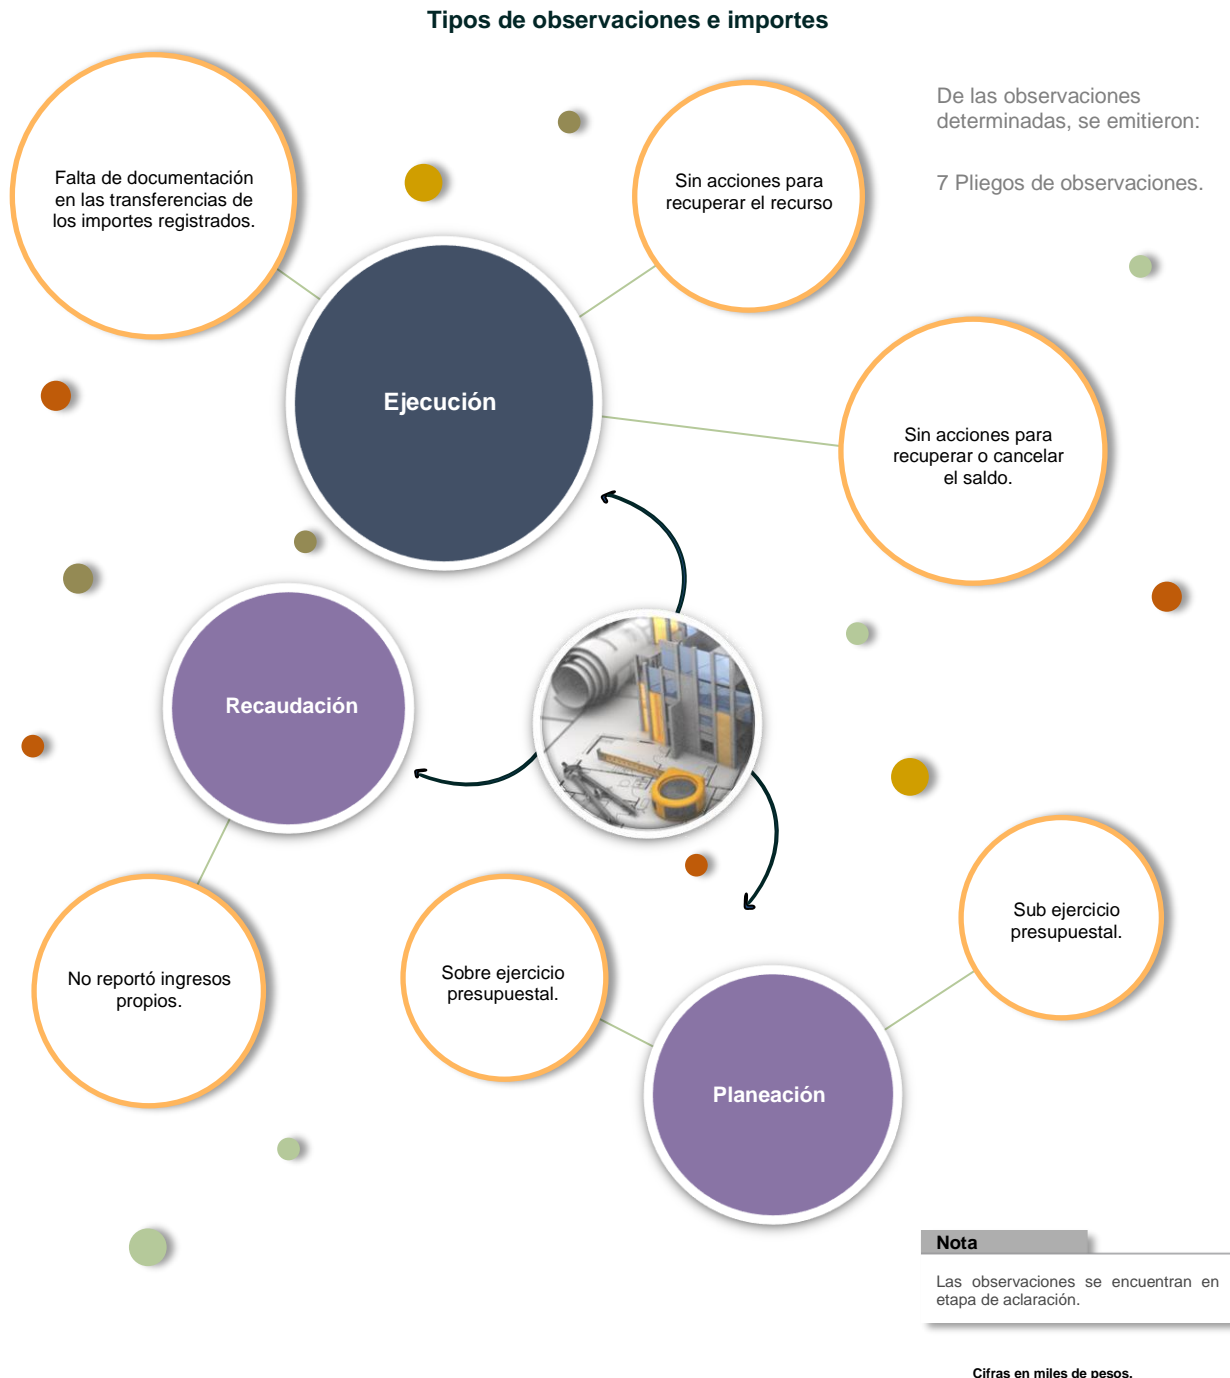 Tipos de observaciones e importes
De las observaciones
determinadas, se emitieron:
7 Pliegos de observaciones.
Falta de documentación
en las transferencias de
los importes registrados.
Sin acciones para
recuperar el recurso
Ejecución
Sin acciones para
recuperar o cancelar
el saldo.
Recaudación
No reportó ingresos
propios.
Sobre ejercicio
presupuestal.
Sub ejercicio
presupuestal.
Planeación
Nota
Las observaciones se encuentran en
etapa de aclaración.
Cifras en miles de pesos.